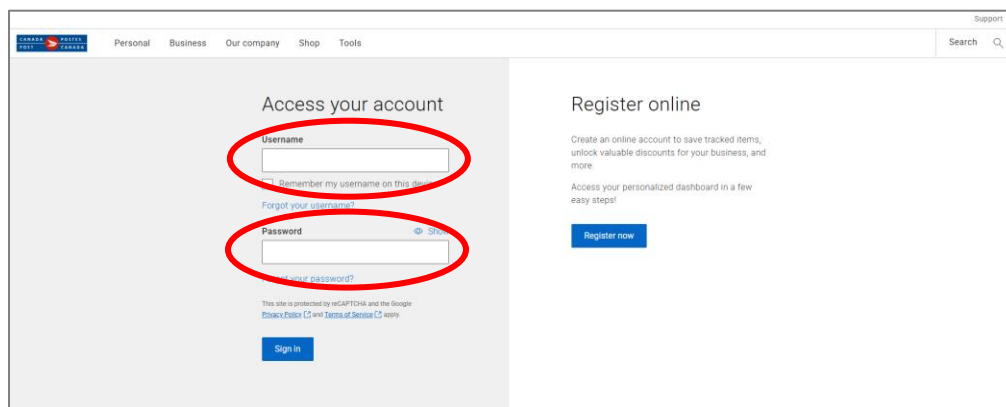 Support
CANADA POSTES
POST CANADA
Personal Business Our company Shop Tools
Search
Access your account
Username
Remember my username on this device
Forgot your username?
Password
Show
Forgot your password?
This site is protected by reCAPTCHA and the Google
Privacy Policy and Terms of Service apply.
Sign in
Register online
Create an online account to save tracked items,
unlock valuable discounts for your business, and
more.
Access your personalized dashboard in a few
easy steps!
Register now